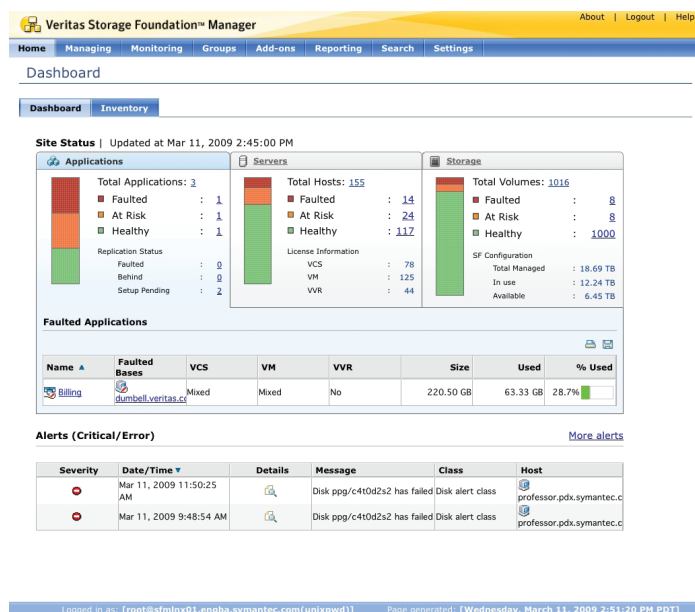 About | Logout | Help
Veritas Storage Foundation™ Manager
Home Managing Monitoring Groups Add-ons Reporting Search Settings
Dashboard
Dashboard Inventory
Site Status | Updated at Mar 11, 2009 2:45:00 PM
Applications
Total Applications: 3
Faulted : 1
At Risk : 1
Healthy : 1
Replication Status
Faulted : 0
Behind : 0
Setup Pending : 2
Servers
Total Hosts: 155
Faulted : 14
At Risk : 24
Healthy : 117
License Information
VCS : 78
VM : 125
VVR : 44
Storage
Total Volumes: 1016
Faulted : 8
At Risk : 8
Healthy : 1000
SF Configuration
Total Managed : 18.69 TB
In use : 12.24 TB
Available : 6.45 TB
Faulted Applications
Name Faulted Bases VCS VM VVR Size Used % Used
Billing dumbell.veritas.co Mixed Mixed No 220.50 GB 63.33 GB 28.7%
Alerts (Critical/Error) More alerts
Severity Date/Time Details Message Class Host
Mar 11, 2009 11:50:25 AM Disk ppg/c4t0d2s2 has failed Disk alert class professor.pdx.symantec.c
Mar 11, 2009 9:48:54 AM Disk ppg/c4t0d2s2 has failed Disk alert class professor.pdx.symantec.c
Logged in as: [root@sfmlnx01.engba.symantec.com(unixpwd)] Page generated: [Wednesday, March 11, 2009 2:51:20 PM PDT]